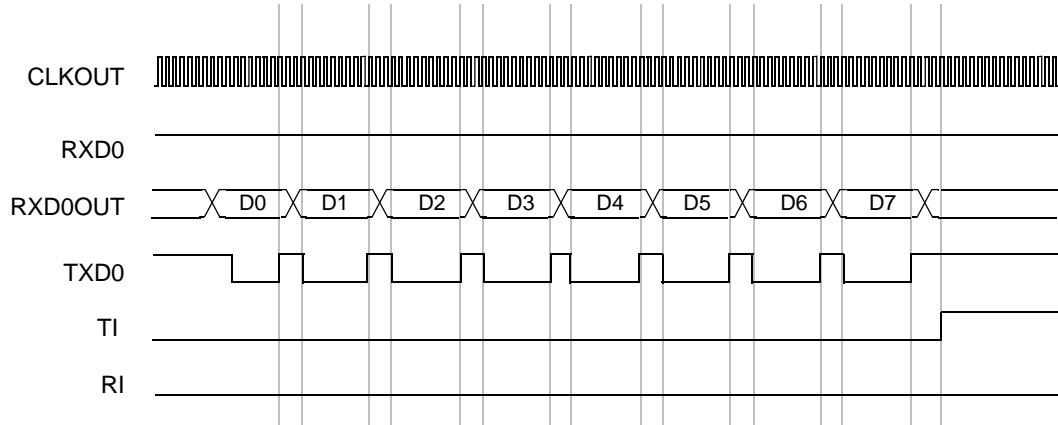 CLKOUT
RXD0
RXD0OUT D0 D1 D2 D3 D4 D5 D6 D7
TXD0
TI
RI